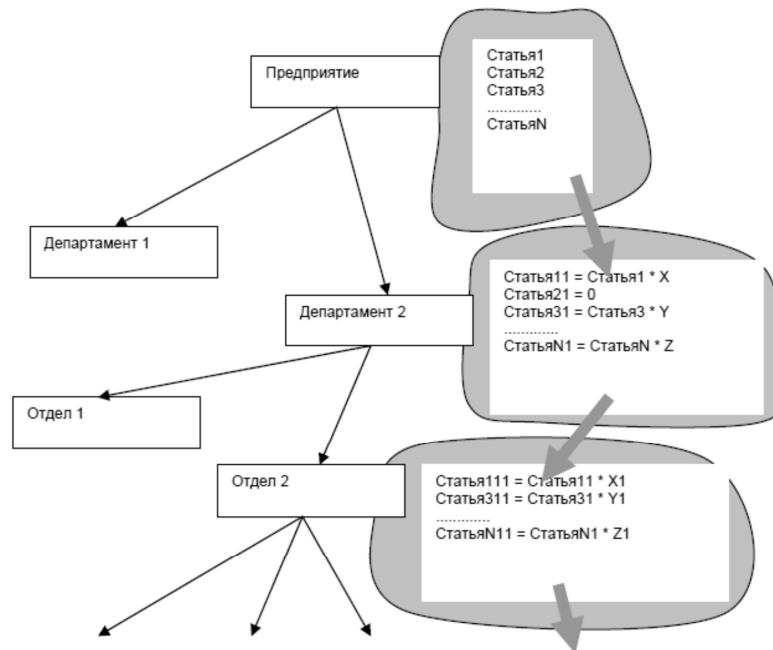 Предприятие
Статья1
Статья2
Статья3
.............
СтатьяN
Департамент 1
Департамент 2
Статья11 = Статья1 * X
Статья21 = 0
Статья31 = Статья3 * Y
.............
СтатьяN1 = СтатьяN * Z
Отдел 1
Отдел 2
Статья111 = Статья11 * X1
Статья311 = Статья31 * Y1
.............
СтатьяN11 = СтатьяN1 * Z1